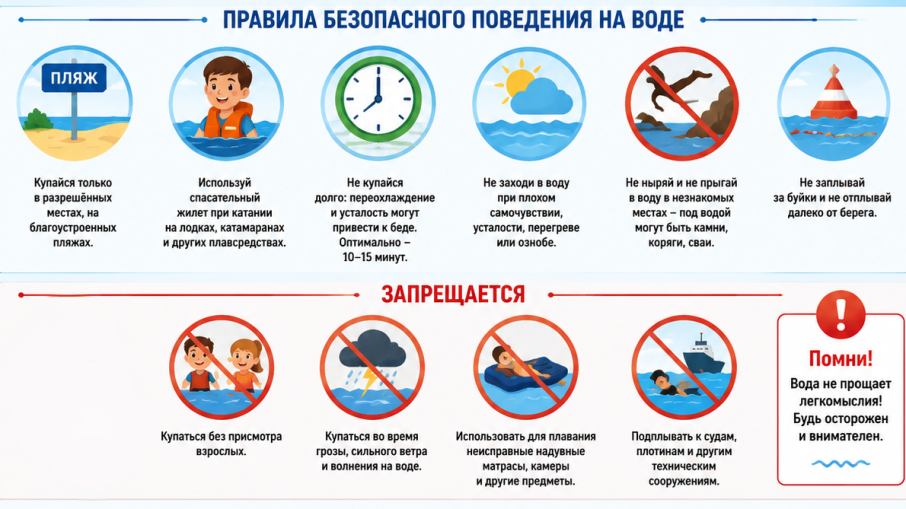 ПРАВИЛА БЕЗОПАСНОГО ПОВЕДЕНИЯ НА ВОДЕ
ПЛЯЖ
Купайся только
в разрешённых
местах, на
благоустроенных
пляжах.
Используй
спасательный
жилет при катании
на лодках, катамаранах
и других плавсредствах.
Не купайся
долго: переохлаждение
и усталость могут
привести к беде.
Оптимально –
10–15 минут.
Не заходи в воду
при плохом
самочувствии,
усталости, перегреве
или ознобе.
Не ныряй и не прыгай
в воду в незнакомых
местах – под водой
могут быть камни,
коряги, сваи.
Не заплывай
за буйки и не отплывай
далеко от берега.
ЗАПРЕЩАЕТСЯ
Купаться без присмотра
взрослых.
Купаться во время
грозы, сильного ветра
и волнения на воде.
Использовать для плавания
неисправные надувные
матрасы, камеры
и другие предметы.
Подплывать к судам,
плотинам и другим
техническим
сооружениям.
!
Помни!
Вода не прощает
легкомыслия!
Будь осторожен
и внимателен.